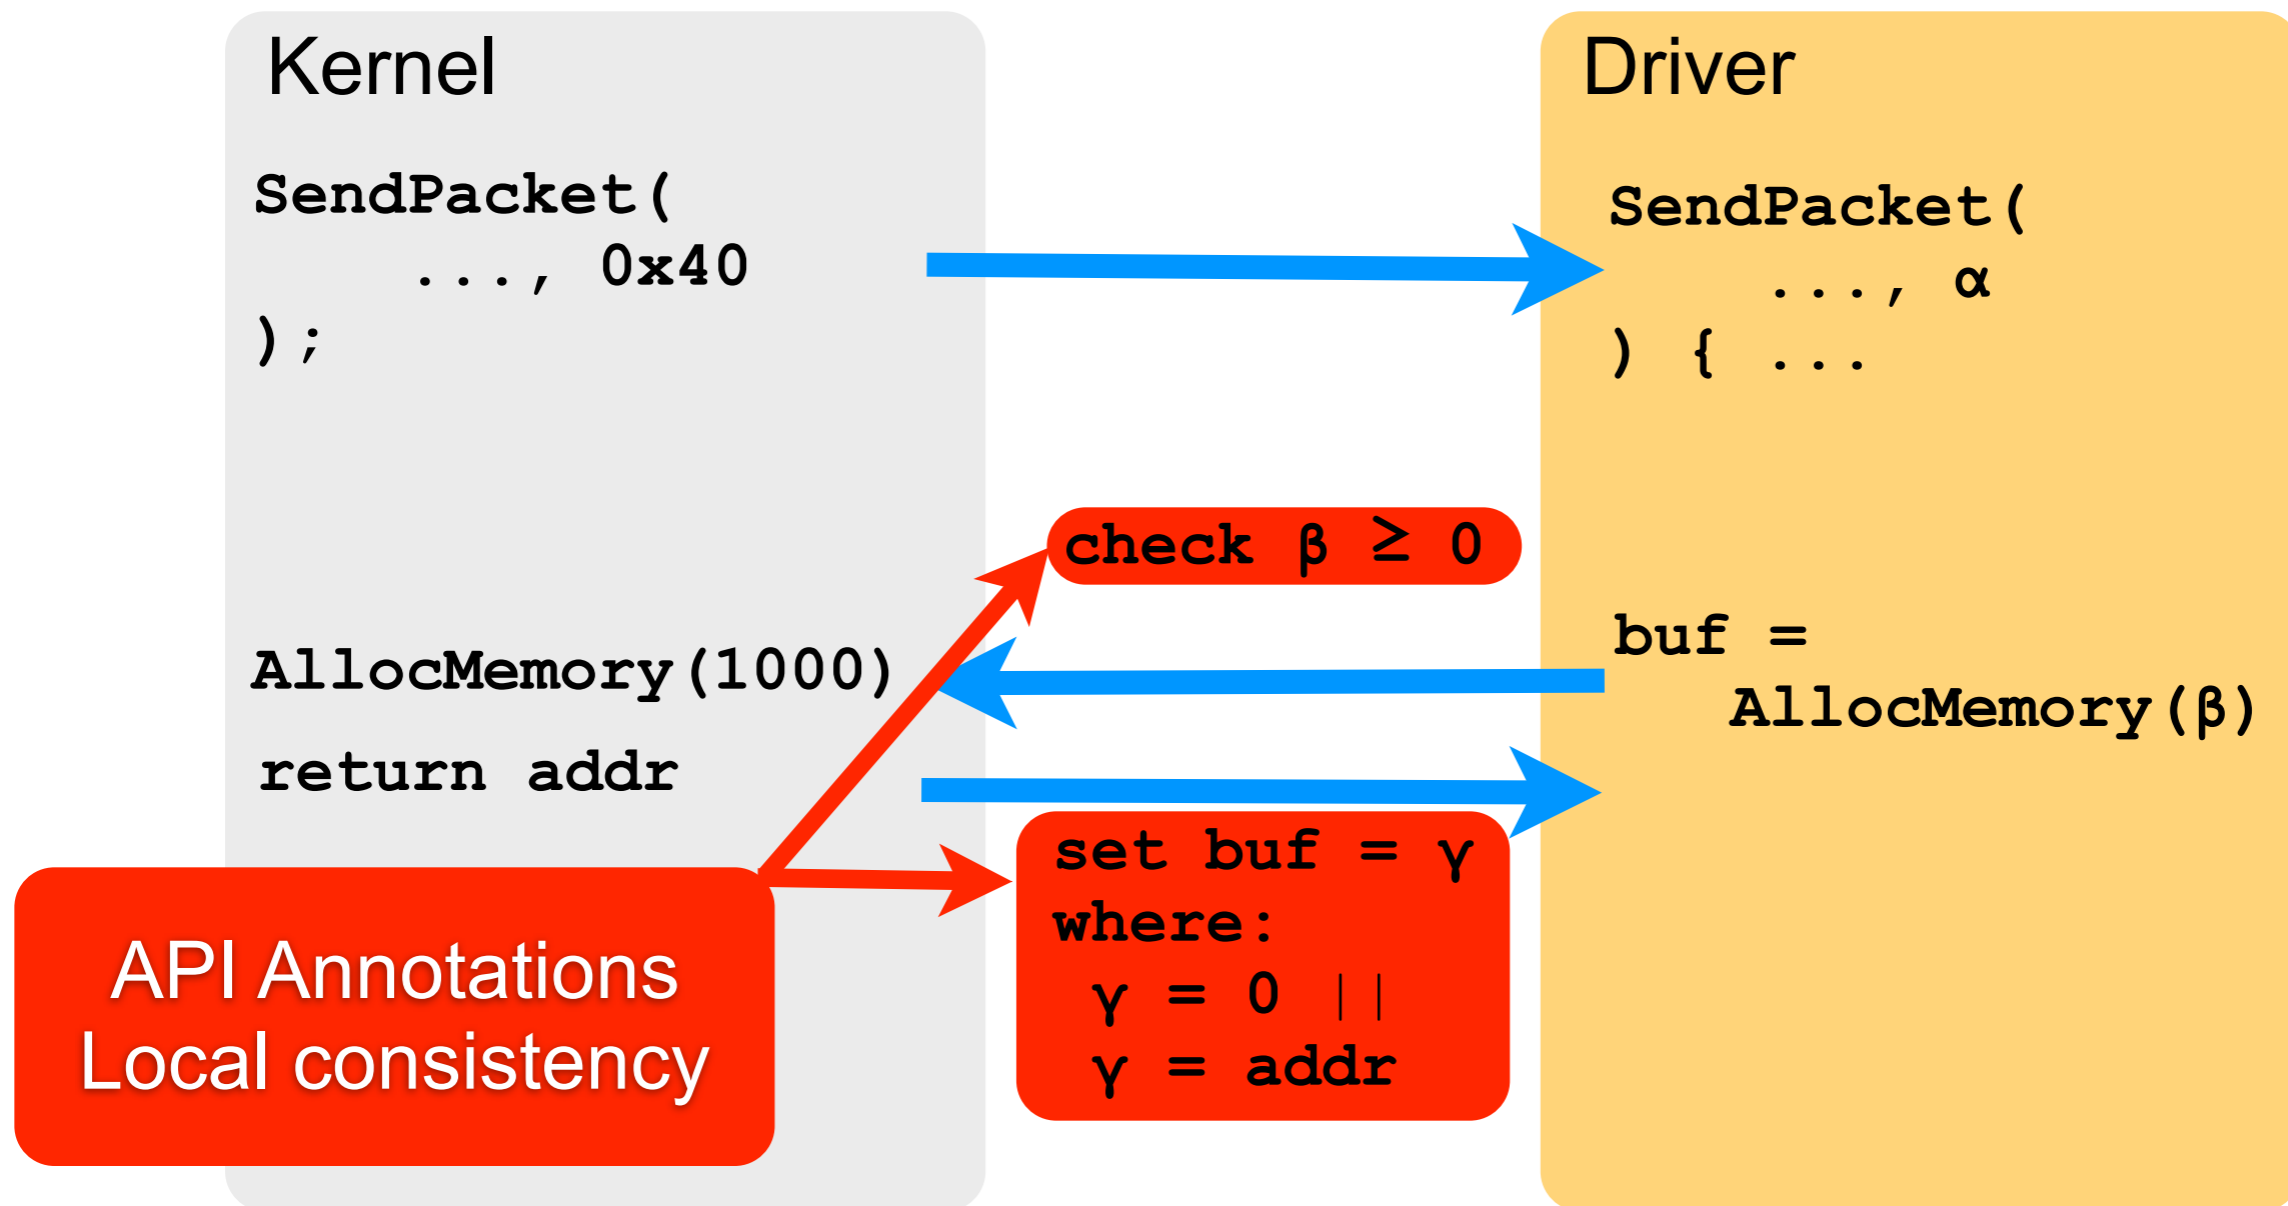 Kernel
SendPacket(
..., 0x40
);
AllocMemory(1000)
return addr
API Annotations
Local consistency
check β ≥ 0
set buf = γ
where:
γ = 0 ||
γ = addr
Driver
SendPacket(
..., α
) { ...
buf =
AllocMemory(β)